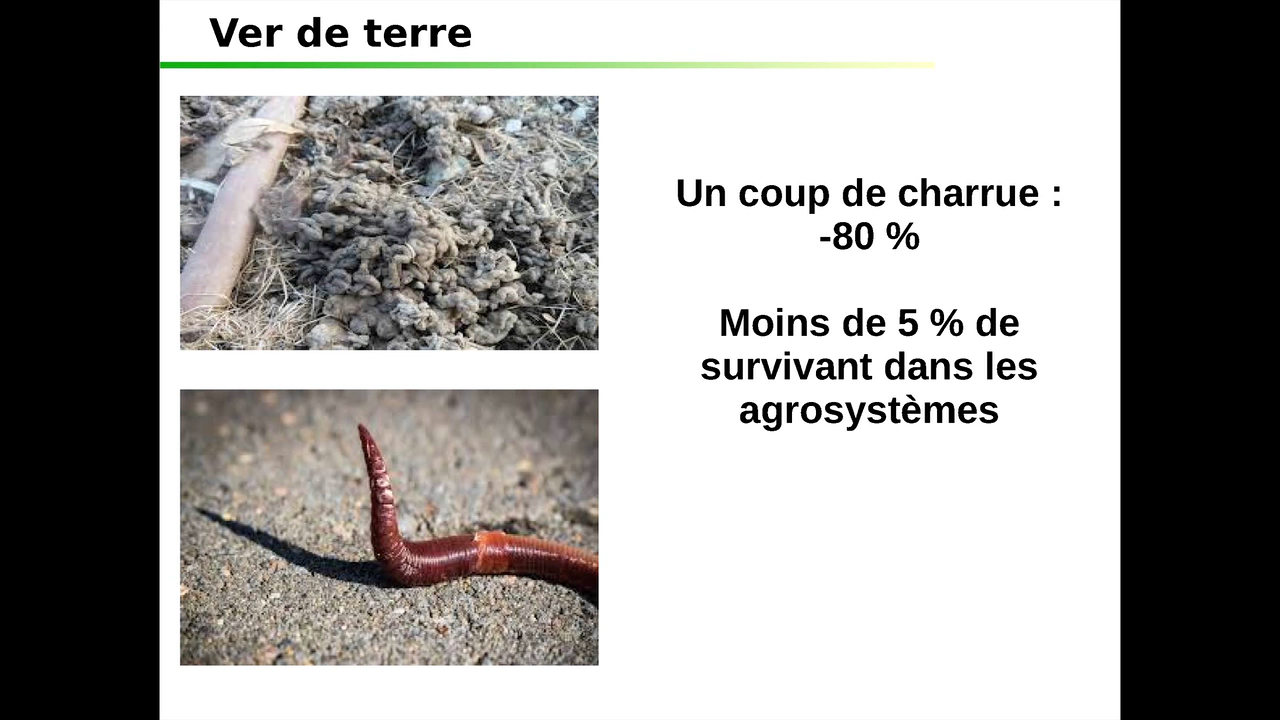 Ver de terre
Un coup de charrue :
-80 %
Moins de 5 % de
survivant dans les
agrosystèmes